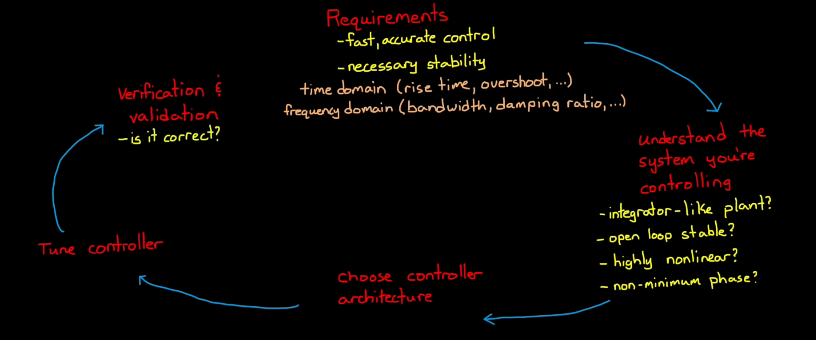 Requirements
-fast, accurate control
-necessary stability
time domain (rise time, overshoot,...)
frequency domain (bandwidth, damping ratio,...)
understand the
system you're
controlling
-integrator-like plant?
- open loop stable?
- highly nonlinear?
- non-minimum phase?
choose controller
architecture
Tune controller
Verification &
validation
-is it correct?